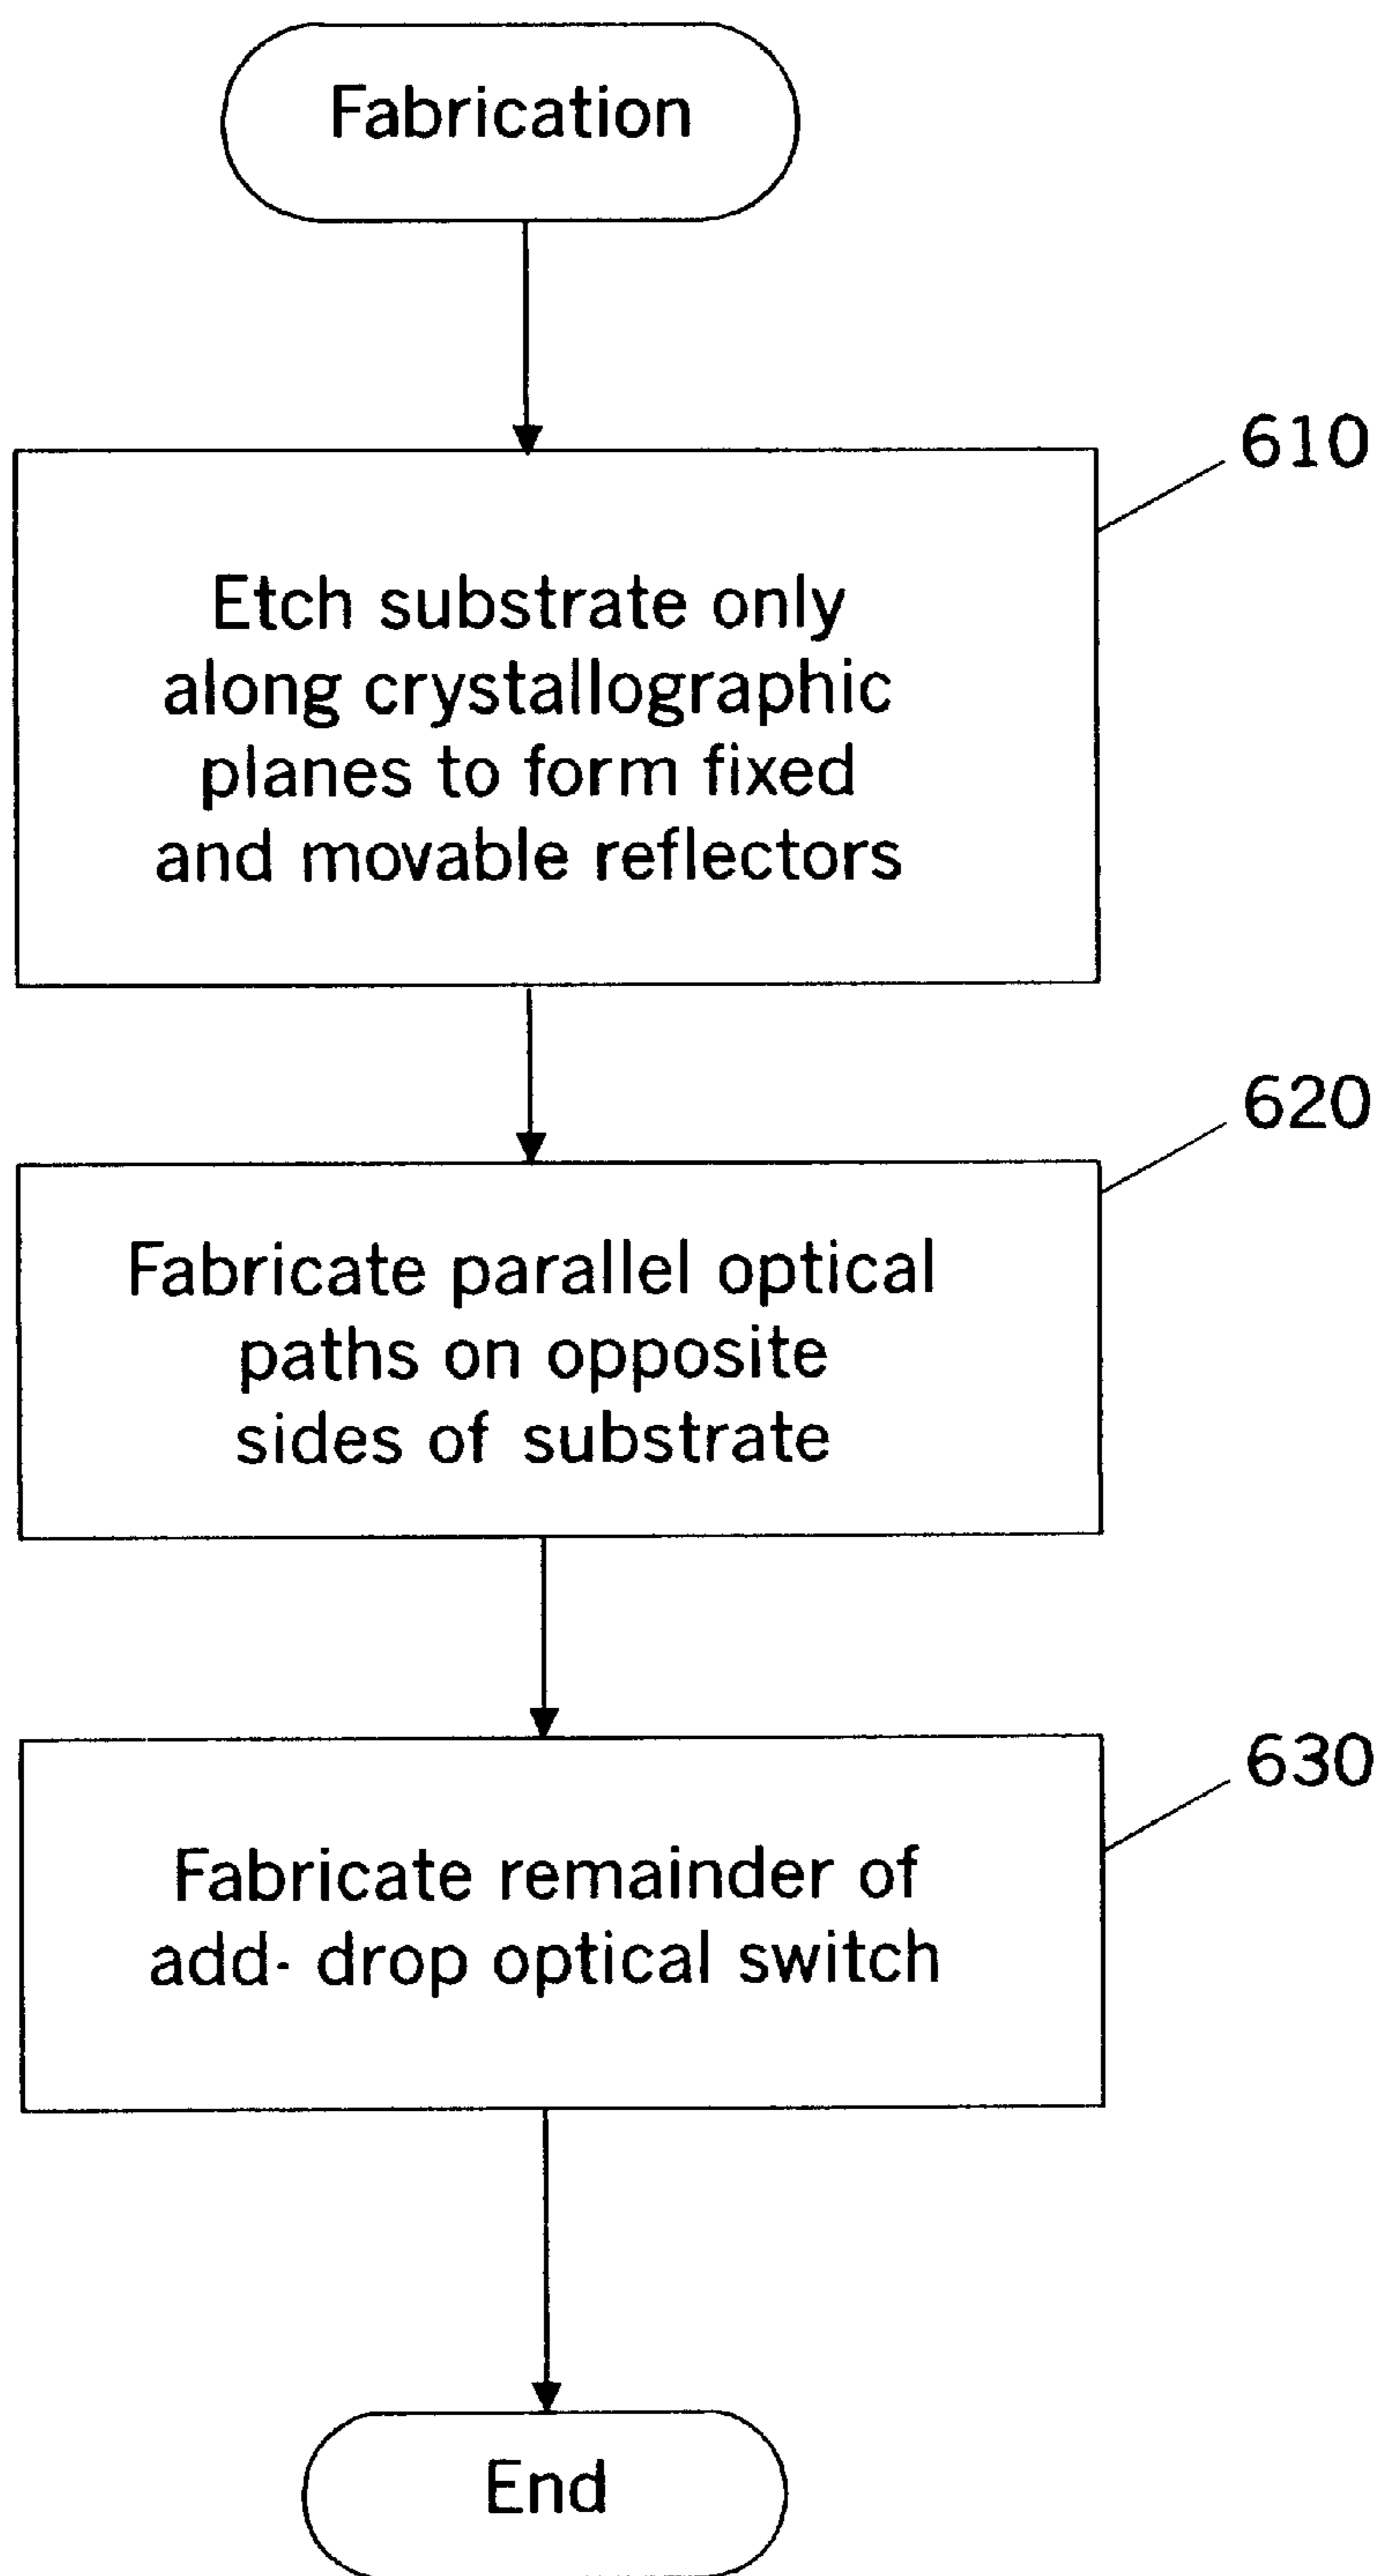 Fabrication
610
Etch substrate only
along crystallographic
planes to form fixed
and movable reflectors
620
Fabricate parallel optical
paths on opposite
sides of substrate
630
Fabricate remainder of
add- drop optical switch
End